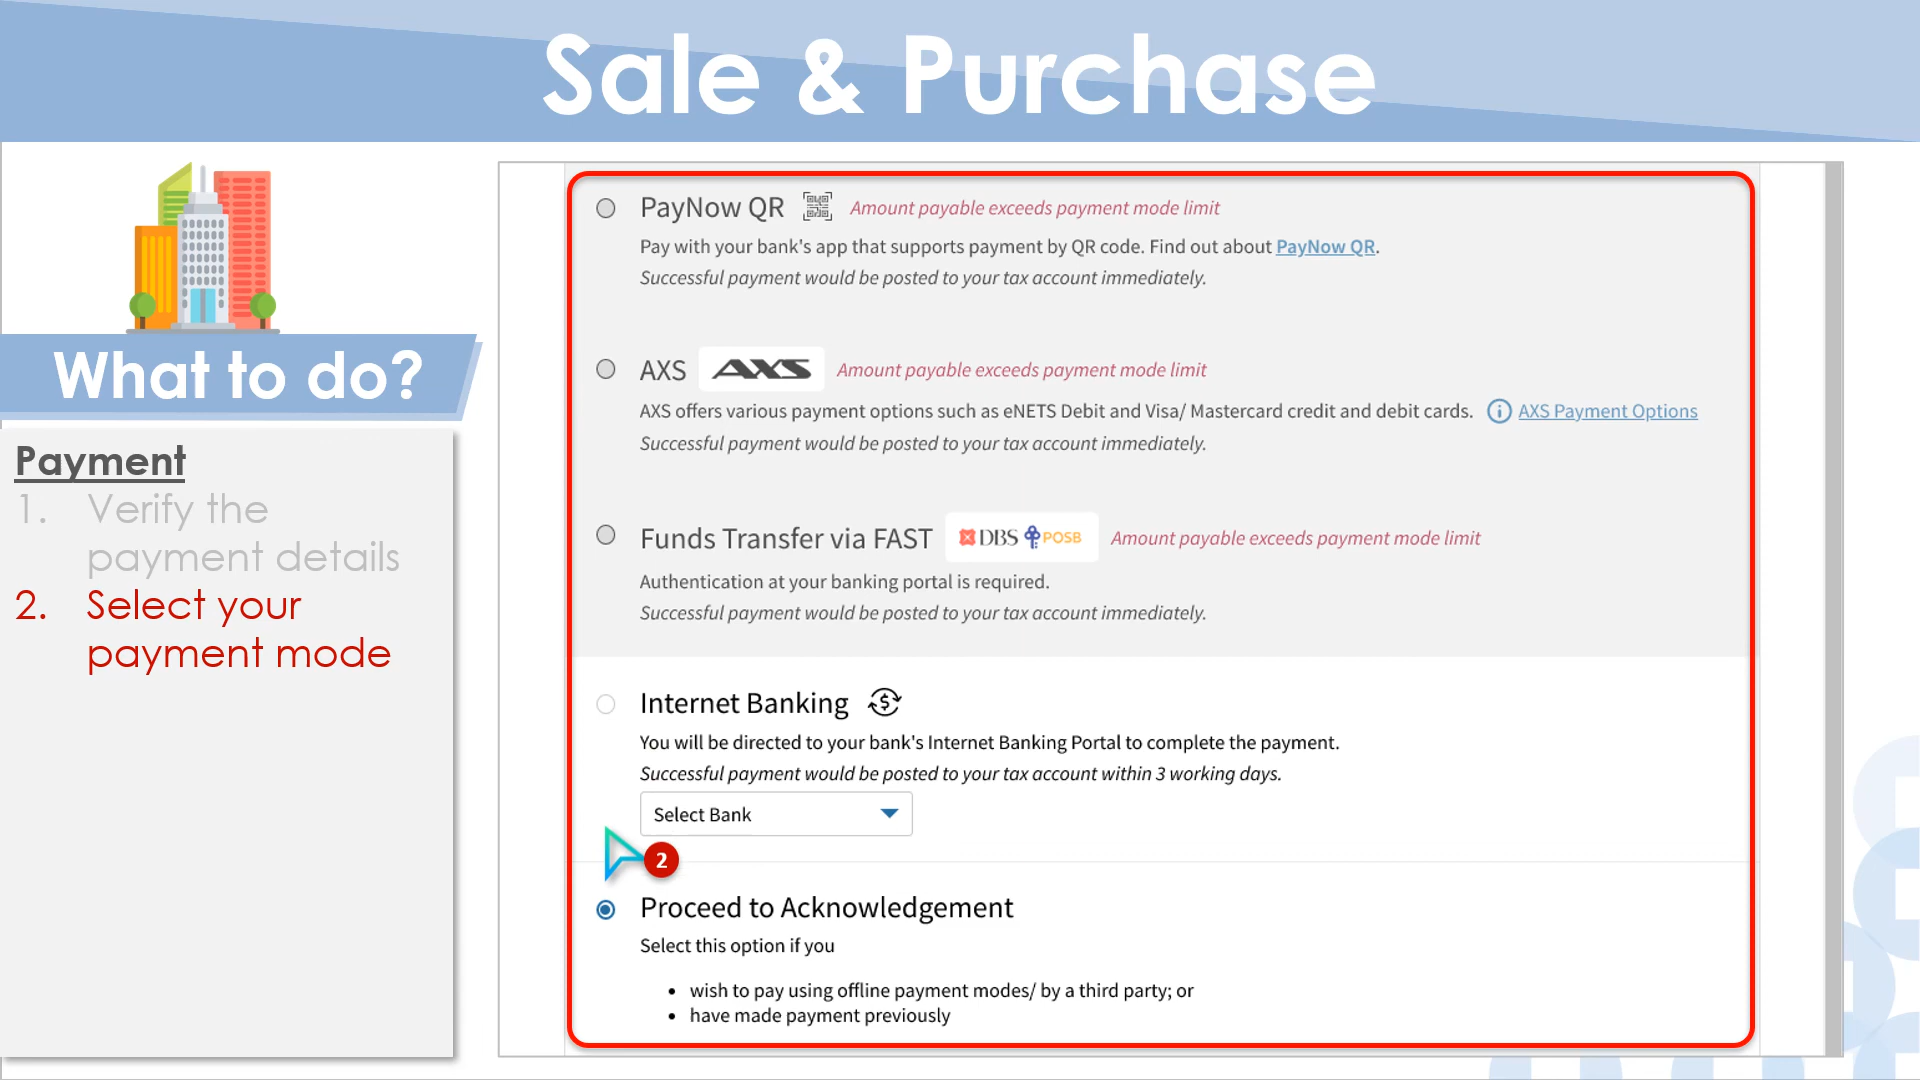 Sale & Purchase
What to do?
Payment
1. Verify the
payment details
2. Select your
payment mode
PayNow QR Amount payable exceeds payment mode limit
Pay with your bank's app that supports payment by QR code. Find out about PayNow QR.
Successful payment would be posted to your tax account immediately.
AXS AXS Amount payable exceeds payment mode limit
AXS offers various payment options such as eNETS Debit and Visa/ Mastercard credit and debit cards. AXS Payment Options
Successful payment would be posted to your tax account immediately.
Funds Transfer via FAST DBS POSB Amount payable exceeds payment mode limit
Authentication at your banking portal is required.
Successful payment would be posted to your tax account immediately.
Internet Banking
You will be directed to your bank's Internet Banking Portal to complete the payment.
Successful payment would be posted to your tax account within 3 working days.
Select Bank
2
Proceed to Acknowledgement
Select this option if you
• wish to pay using offline payment modes/ by a third party; or
• have made payment previously